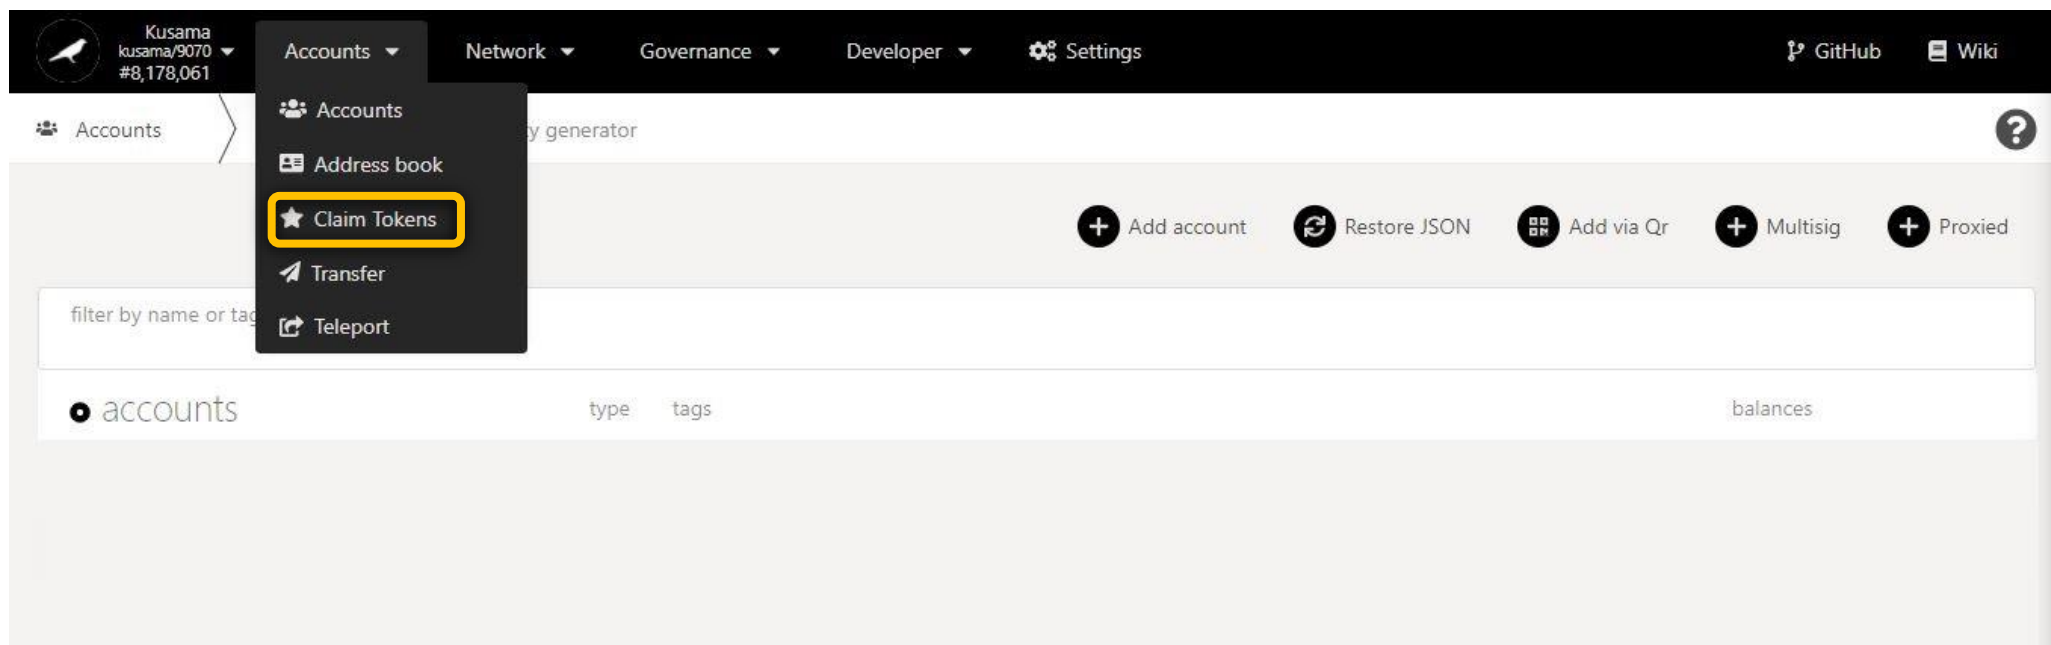 Kusama
kusama/9070
#8,178,061
Accounts
Network
Governance
Developer
Settings
GitHub
Wiki
Accounts
generator
Accounts
Address book
Claim Tokens
Transfer
Teleport
Add account
Restore JSON
Add via Qr
Multisig
Proxied
filter by name or
accounts
type
tags
balances